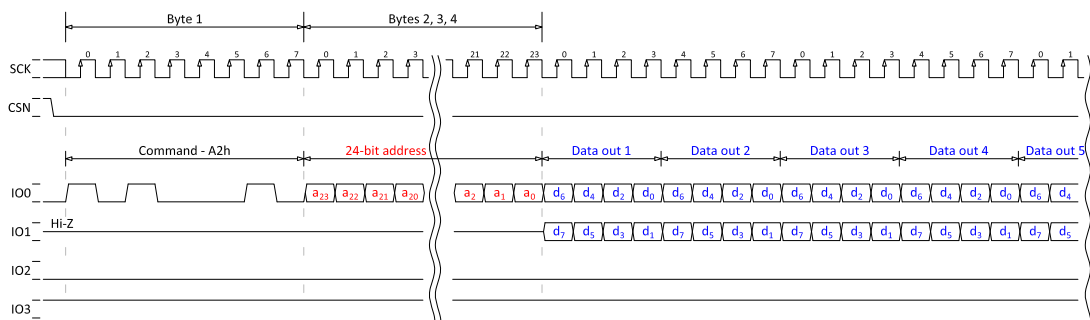 Byte 1 Bytes 2, 3, 4
0 1 2 3 4 5 6 7 0 1 2 3 21 22 23 0 1 2 3 4 5 6 7 0 1 2 3 4 5 6 7 0 1
SCK
CSN
Command - A2h 24-bit address Data out 1 Data out 2 Data out 3 Data out 4 Data out 5
IO0 a23 a22 a21 a20 a2 a1 a0 d6 d4 d2 d0 d6 d4 d2 d0 d6 d4 d2 d0 d6 d4 d2 d0 d6 d4
Hi-Z
IO1 d7 d5 d3 d1 d7 d5 d3 d1 d7 d5 d3 d1 d7 d5 d3 d1 d7 d5
IO2
IO3